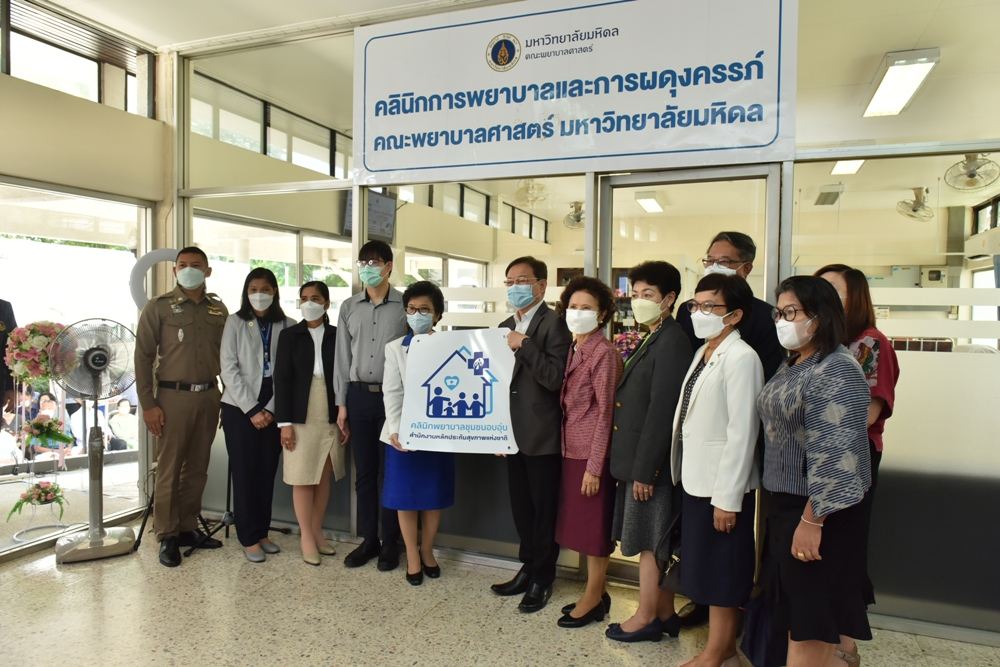 มหาวิทยาลัยมหิดล
คณะพยาบาลศาสตร์
คลินิกการพยาบาลและการผดุงครรภ์
คณะพยาบาลศาสตร์ มหาวิทยาลัยมหิดล
คลินิกพยาบาลชุมชนอบอุ่น
สำนักงานหลักประกันสุขภาพแห่งชาติ